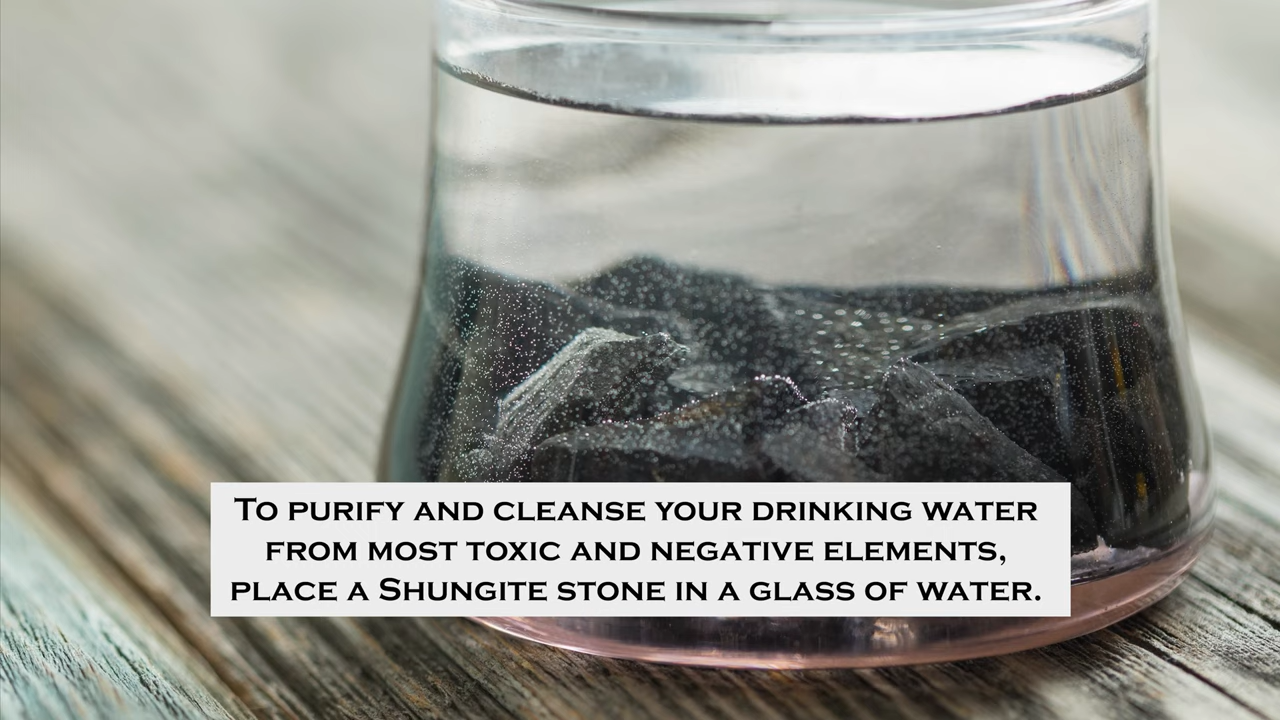 To purify and cleanse your drinking water
from most toxic and negative elements,
place a Shungite stone in a glass of water.